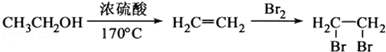 CH₃CH₂OH 浓硫酸 170°C H₂C=CH₂ Br₂ H₂C-CH₂
Br Br